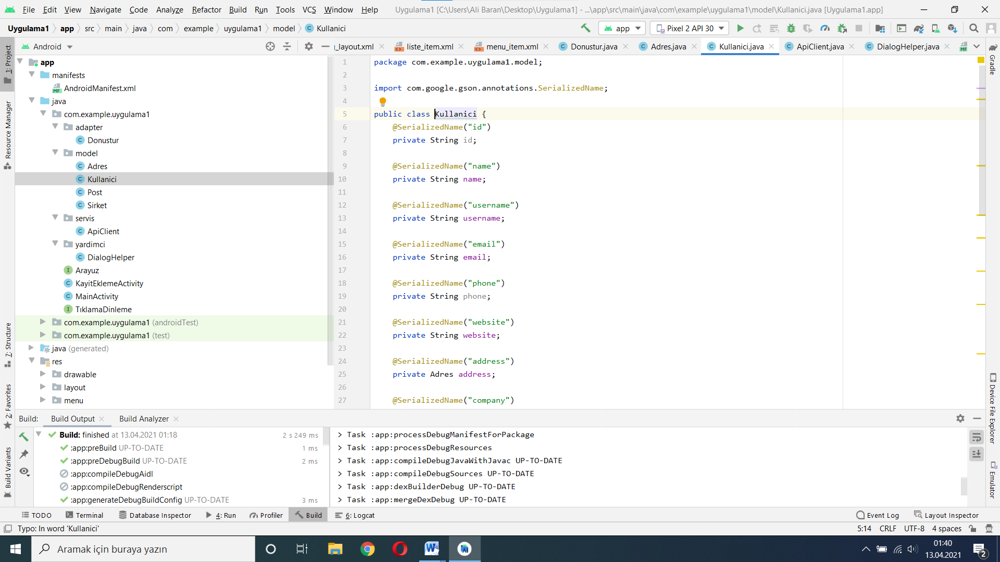 File Edit View Navigate Code Analyze Refactor Build Run Tools VCS Window Help Uygulama1 [C:\Users\Ali Baran\Desktop\Uygulama1] - ...\app\src\main\java\com\example\uygulama1\model\Kullanici.java [Uygulama1.app]
Uygulama1 app src main java com example uygulama1 model Kullanici app Pixel 2 API 30
Android
_layout.xml liste_item.xml menu_item.xml Donustur.java Adres.java Kullanici.java ApiClient.java DialogHelper.java
1: Project
Resource Manager
7: Structure
2: Favorites
Build Variants
app
manifests
AndroidManifest.xml
java
com.example.uygulama1
adapter
Donustur
model
Adres
Kullanici
Post
Sirket
servis
ApiClient
yardimci
DialogHelper
Arayuz
KayitEklemeActivity
MainActivity
TıklamaDinleme
com.example.uygulama1 (androidTest)
com.example.uygulama1 (test)
java (generated)
res
drawable
layout
menu
1 package com.example.uygulama1.model;
2
3 import com.google.gson.annotations.SerializedName;
4
5 public class Kullanici {
6 @SerializedName("id")
7 private String id;
8
9 @SerializedName("name")
10 private String name;
11
12 @SerializedName("username")
13 private String username;
14
15 @SerializedName("email")
16 private String email;
17
18 @SerializedName("phone")
19 private String phone;
20
21 @SerializedName("website")
22 private String website;
23
24 @SerializedName("address")
25 private Adres address;
26
27 @SerializedName("company")
Gradle
Device File Explorer
Emulator
Build: Build Output Build Analyzer
Build: finished at 13.04.2021 01:18 2 s 249 ms
:app:preBuild UP-TO-DATE 1 ms
:app:preDebugBuild UP-TO-DATE 2 ms
:app:compileDebugAidl
:app:compileDebugRenderscript
:app:generateDebugBuildConfig UP-TO-DATE 3 ms
> Task :app:processDebugManifestForPackage
> Task :app:processDebugResources
> Task :app:compileDebugJavaWithJavac UP-TO-DATE
> Task :app:compileDebugSources UP-TO-DATE
> Task :app:dexBuilderDebug UP-TO-DATE
> Task :app:mergeDexDebug UP-TO-DATE
TODO Terminal Database Inspector 4: Run Profiler Build 6: Logcat Event Log Layout Inspector
Typo: In word 'Kullanici' 5:14 CRLF UTF-8 4 spaces
Aramak için buraya yazın
01:40
13.04.2021
2